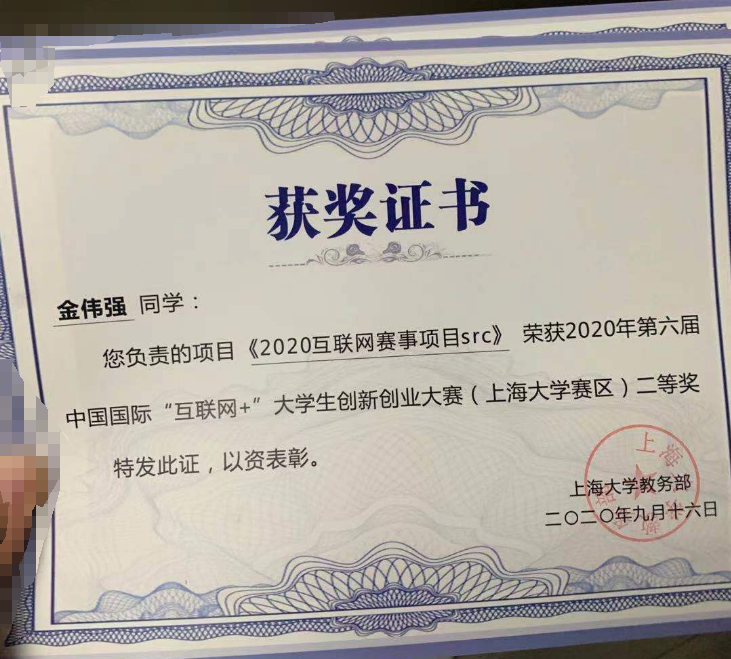 获奖证书
金伟强 同学：
您负责的项目《2020互联网赛事项目src》 荣获2020年第六届
中国国际“互联网+”大学生创新创业大赛（上海大学赛区）二等奖
特发此证，以资表彰。
上海大学教务部
二〇二〇年九月十六日